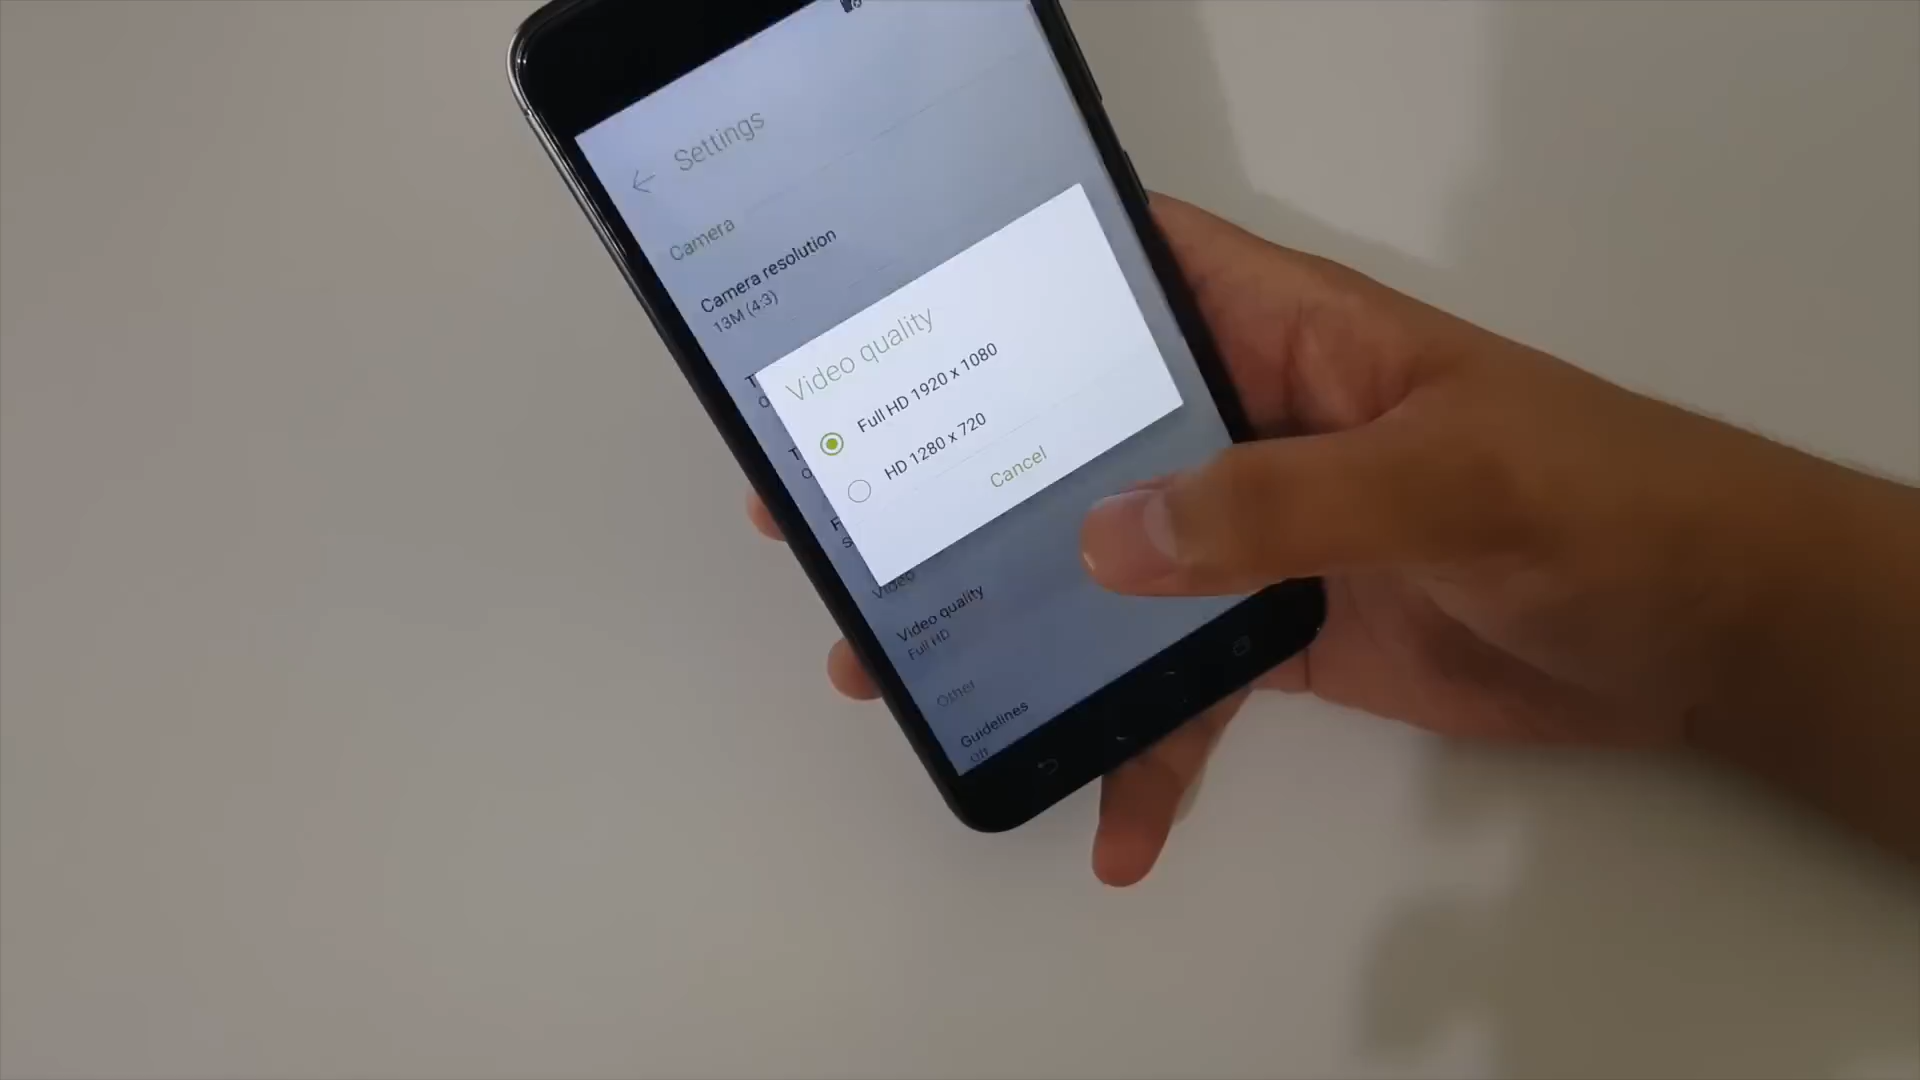 Settings
Camera
Camera resolution
13M (4:3)
Video quality
Full HD 1920 x 1080
HD 1280 x 720
Cancel
Video
Video quality
Full HD
Other
Guidelines
Off